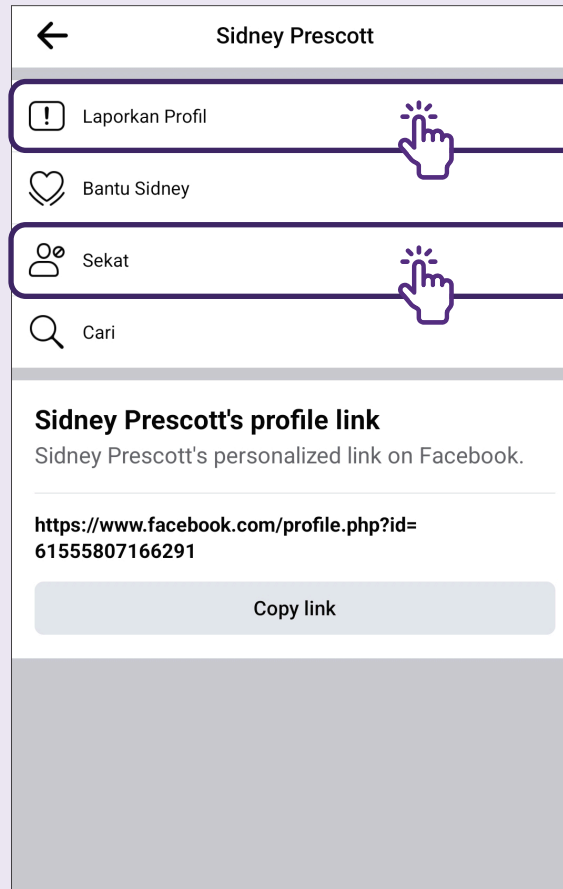 Sidney Prescott
Laporkan Profil
Bantu Sidney
Sekat
Cari
Sidney Prescott's profile link
Sidney Prescott's personalized link on Facebook.
https://www.facebook.com/profile.php?id=
61555807166291
Copy link